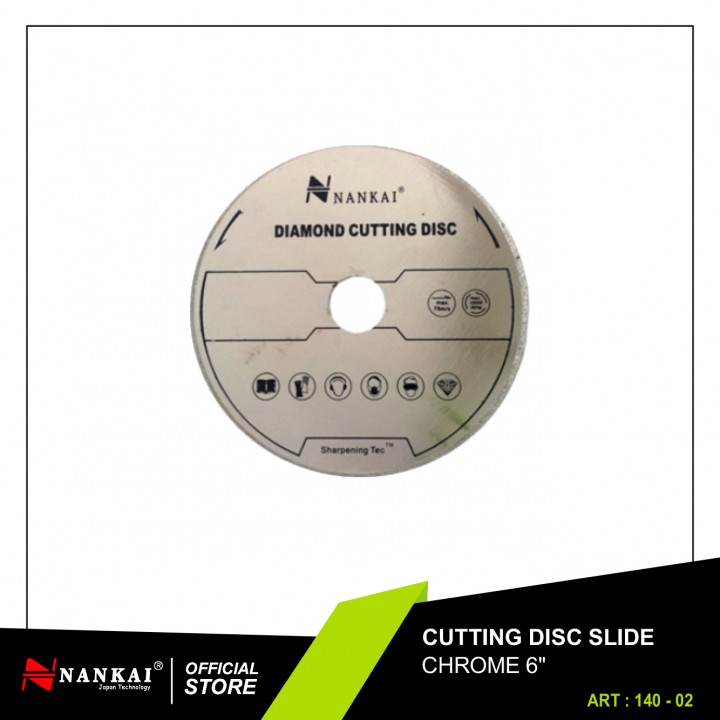 NANKAI®
DIAMOND CUTTING DISC
max.
Sharpening Tec™
CUTTING DISC SLIDE
CHROME 6"
NANKAI®
Japan Technology
OFFICIAL
STORE
ART : 140 - 02